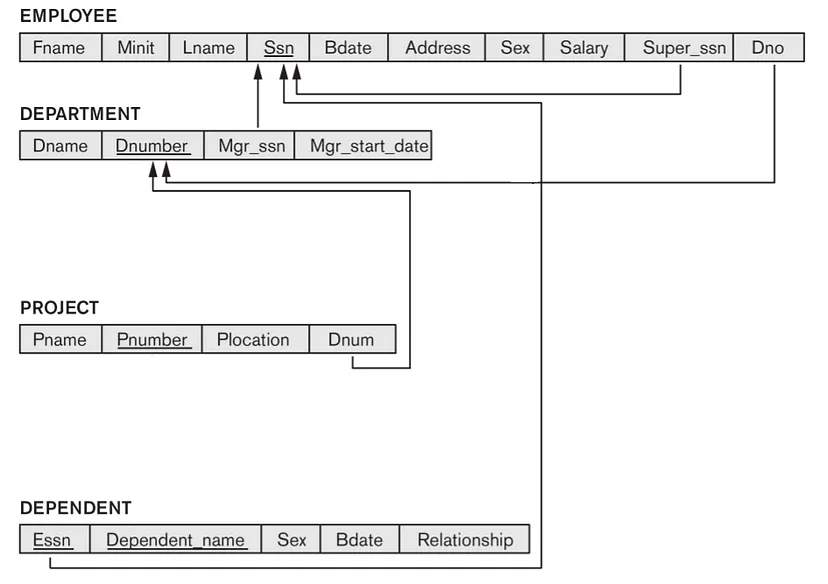 EMPLOYEE
Fname Minit Lname Ssn Bdate Address Sex Salary Super_ssn Dno
DEPARTMENT
Dname Dnumber Mgr_ssn Mgr_start_date
PROJECT
Pname Pnumber Plocation Dnum
DEPENDENT
Essn Dependent_name Sex Bdate Relationship